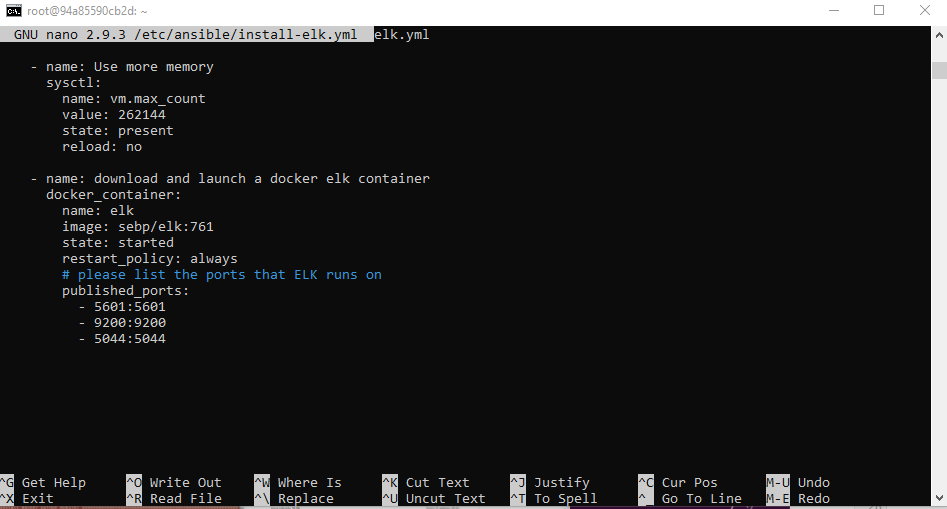 root@94a85590cb2d: ~
GNU nano 2.9.3 /etc/ansible/install-elk.yml elk.yml
- name: Use more memory
sysctl:
name: vm.max_count
value: 262144
state: present
reload: no
- name: download and launch a docker elk container
docker_container:
name: elk
image: sebp/elk:761
state: started
restart_policy: always
# please list the ports that ELK runs on
published_ports:
- 5601:5601
- 9200:9200
- 5044:5044
^G Get Help ^O Write Out ^W Where Is ^K Cut Text ^J Justify ^C Cur Pos M-U Undo
^X Exit ^R Read File ^\ Replace ^U Uncut Text ^T To Spell ^_ Go To Line M-E Redo